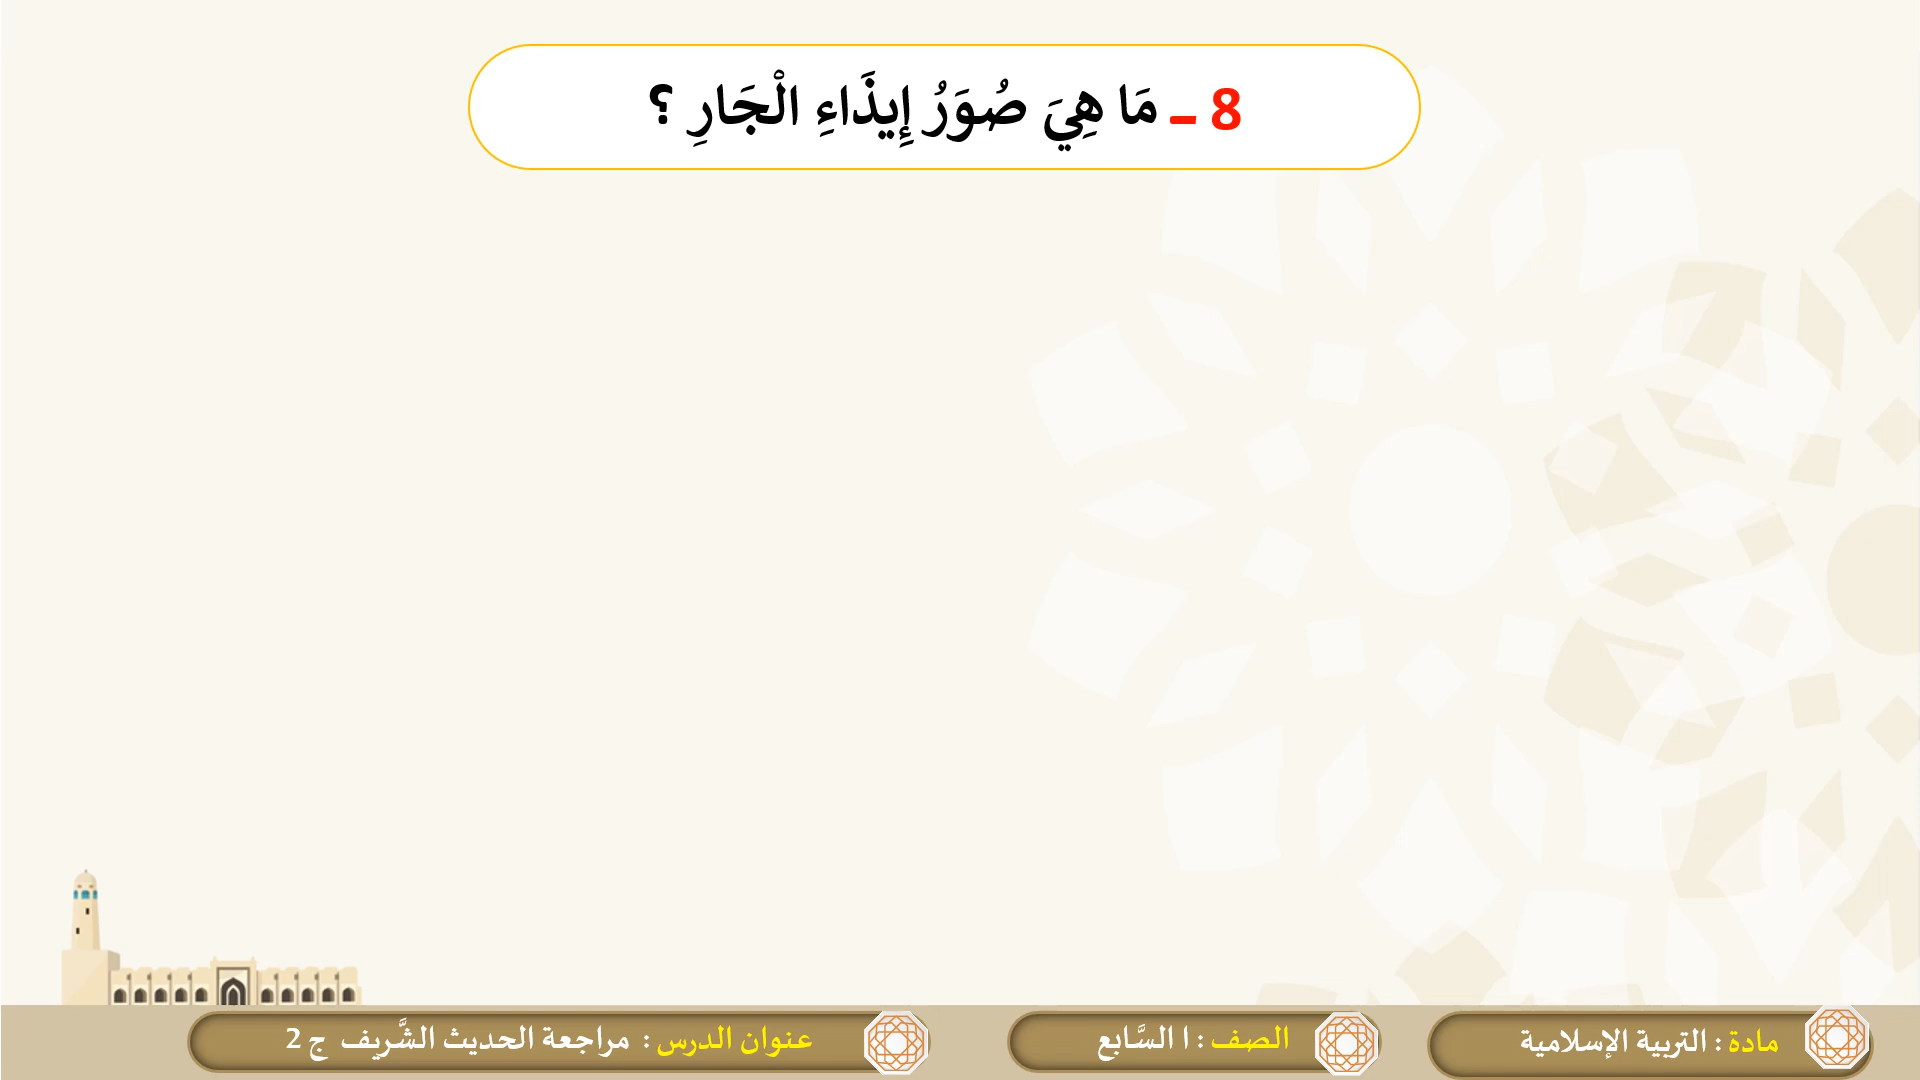 8 ـ مَا هِيَ صُوَرُ إِيذَاءِ الْجَارِ ؟
مادة : التربية الإسلامية
الصف : ا السَّابع
عنوان الدرس : مراجعة الحديث الشَّريف ج 2